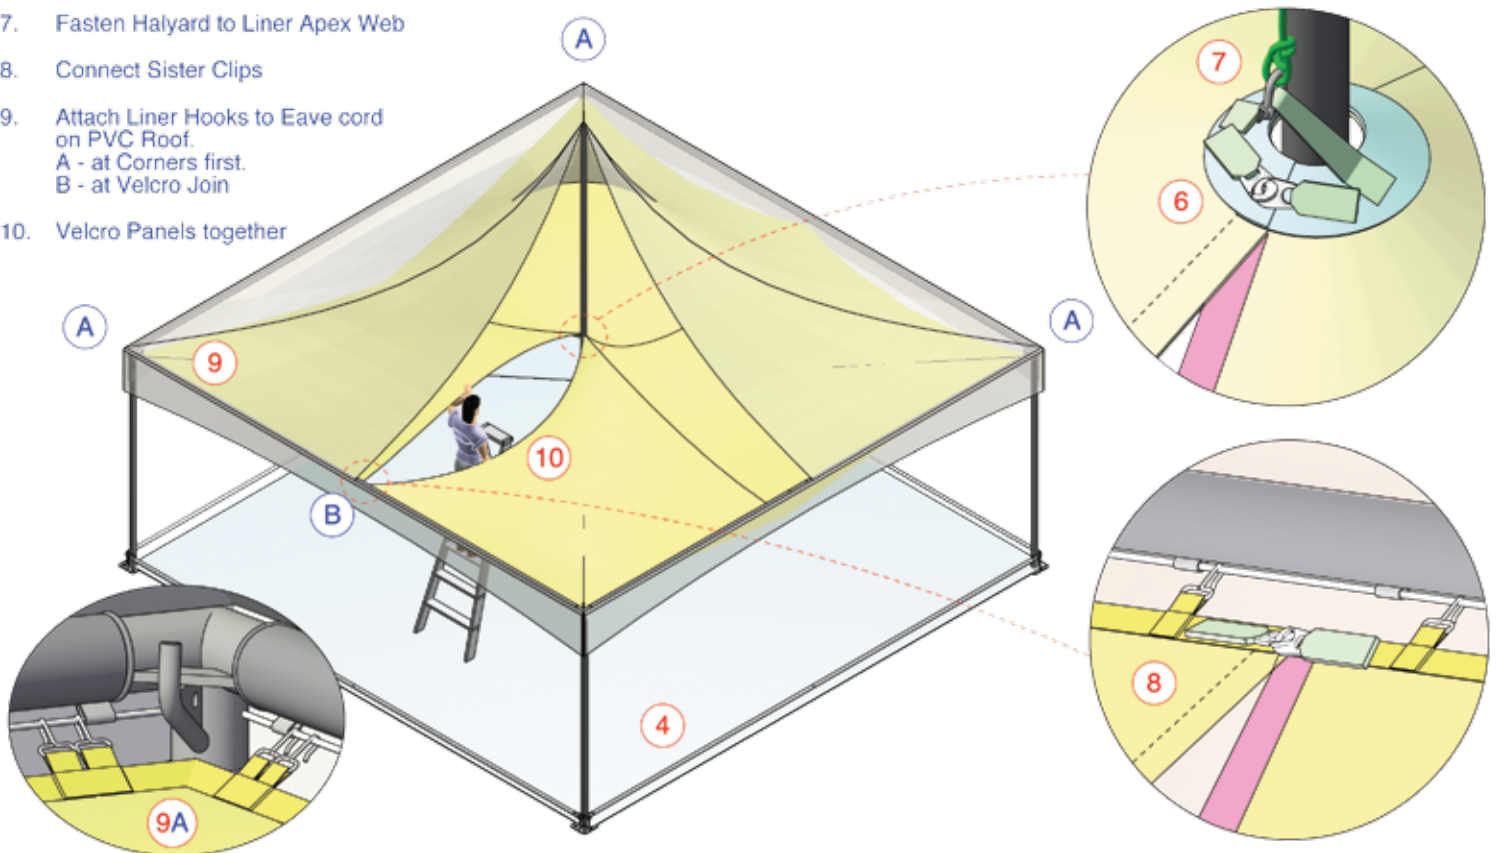 7. Fasten Halyard to Liner Apex Web
8. Connect Sister Clips
9. Attach Liner Hooks to Eave cord
on PVC Roof.
A - at Corners first.
B - at Velcro Join
10. Velcro Panels together
A
7
6
A
A
9
10
B
8
4
9A